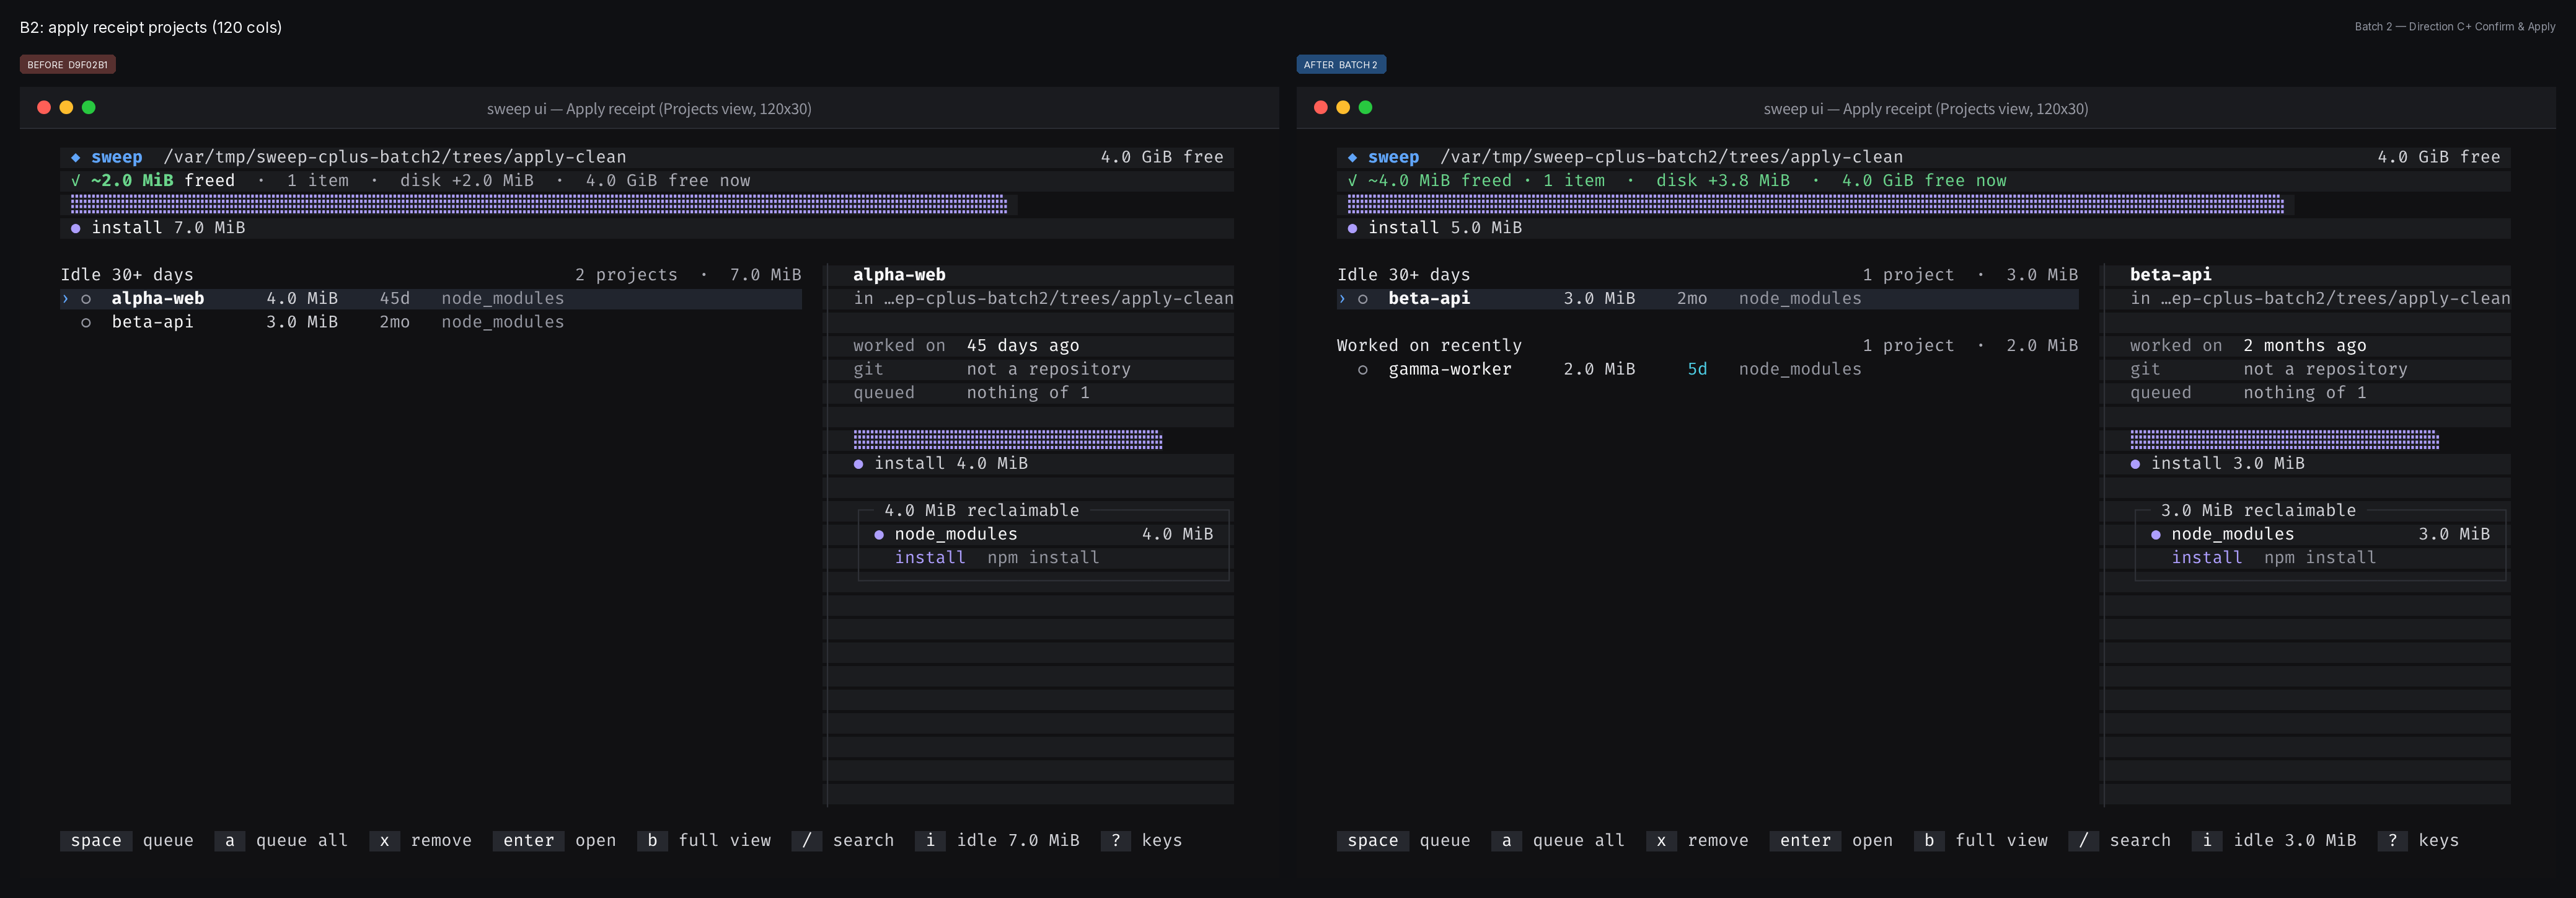 B2: apply receipt projects (120 cols)
Batch 2 — Direction C+ Confirm & Apply
BEFORE D9F02B1
sweep ui — Apply receipt (Projects view, 120x30)
◆ sweep /var/tmp/sweep-cplus-batch2/trees/apply-clean 4.0 GiB free
√ ~2.0 MiB freed · 1 item · disk +2.0 MiB · 4.0 GiB free now
● install 7.0 MiB
Idle 30+ days 2 projects · 7.0 MiB
› ○ alpha-web 4.0 MiB 45d node_modules
○ beta-api 3.0 MiB 2mo node_modules
alpha-web
in …ep-cplus-batch2/trees/apply-clean
worked on 45 days ago
git not a repository
queued nothing of 1
● install 4.0 MiB
4.0 MiB reclaimable
● node_modules 4.0 MiB
install npm install
space queue a queue all x remove enter open b full view / search i idle 7.0 MiB ? keys
AFTER BATCH 2
sweep ui — Apply receipt (Projects view, 120x30)
◆ sweep /var/tmp/sweep-cplus-batch2/trees/apply-clean 4.0 GiB free
√ ~4.0 MiB freed · 1 item · disk +3.8 MiB · 4.0 GiB free now
● install 5.0 MiB
Idle 30+ days 1 project · 3.0 MiB
› ○ beta-api 3.0 MiB 2mo node_modules
Worked on recently 1 project · 2.0 MiB
○ gamma-worker 2.0 MiB 5d node_modules
beta-api
in …ep-cplus-batch2/trees/apply-clean
worked on 2 months ago
git not a repository
queued nothing of 1
● install 3.0 MiB
3.0 MiB reclaimable
● node_modules 3.0 MiB
install npm install
space queue a queue all x remove enter open b full view / search i idle 3.0 MiB ? keys